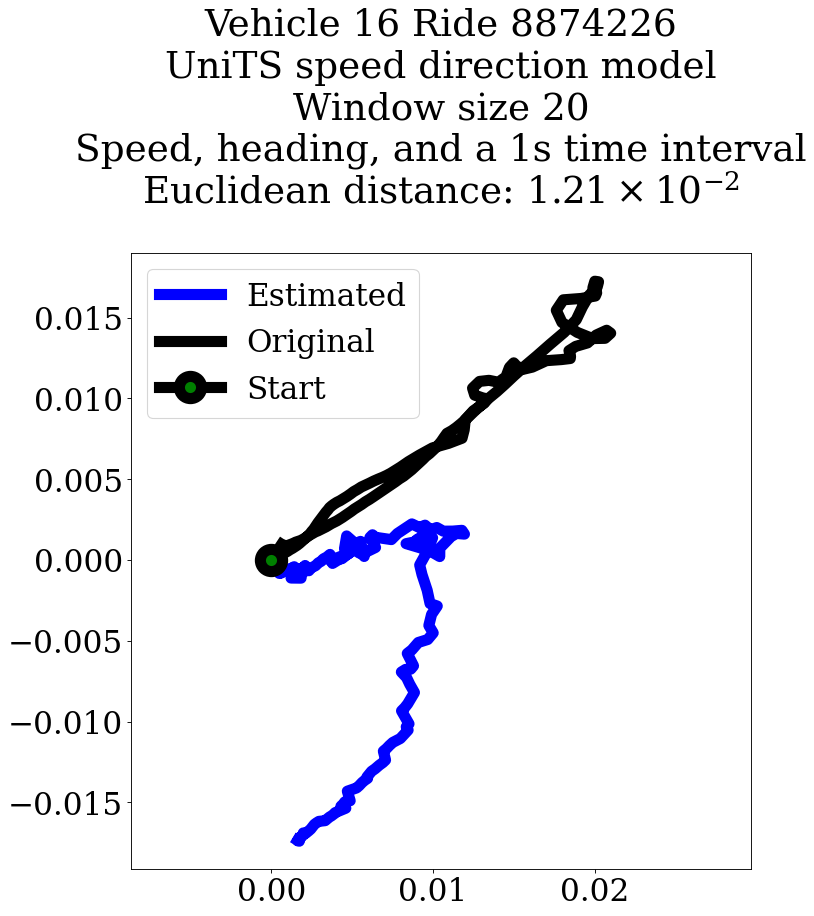 Vehicle 16 Ride 8874226
UniTS speed direction model
Window size 20
Speed, heading, and a 1s time interval
Euclidean distance: 1.21 × 10⁻²
Estimated
Original
Start
0.015
0.010
0.005
0.000
−0.005
−0.010
−0.015
0.00 0.01 0.02